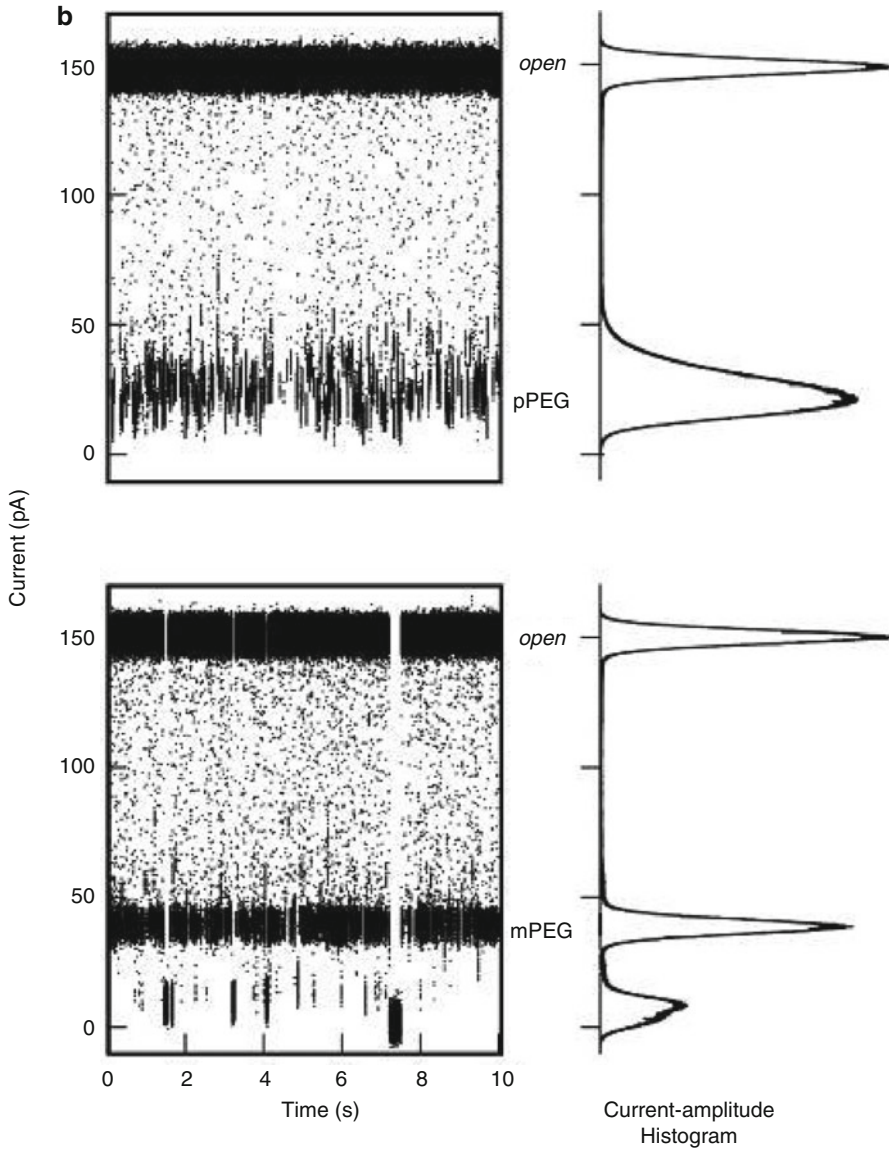 b
150
100
50
0
open
pPEG
Current (pA)
150
100
50
0
open
mPEG
0 2 4 6 8 10
Time (s)
Current-amplitude
Histogram